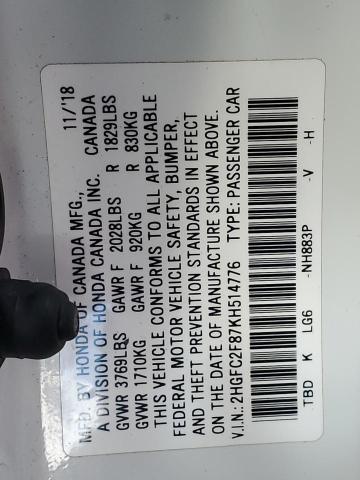 MFD. BY HONDA OF CANADA MFG., 11/'18
A DIVISION OF HONDA CANADA INC. CANADA
GVWR 3769LBS GAWR F 2028LBS R 1829LBS
GVWR 1710KG GAWR F 920KG R 830KG
THIS VEHICLE CONFORMS TO ALL APPLICABLE
FEDERAL MOTOR VEHICLE SAFETY, BUMPER,
AND THEFT PREVENTION STANDARDS IN EFFECT
ON THE DATE OF MANUFACTURE SHOWN ABOVE.
V.I.N.: 2HGFC2F87KH514776 TYPE: PASSENGER CAR
TBD K LG6 -NH883P -V -H